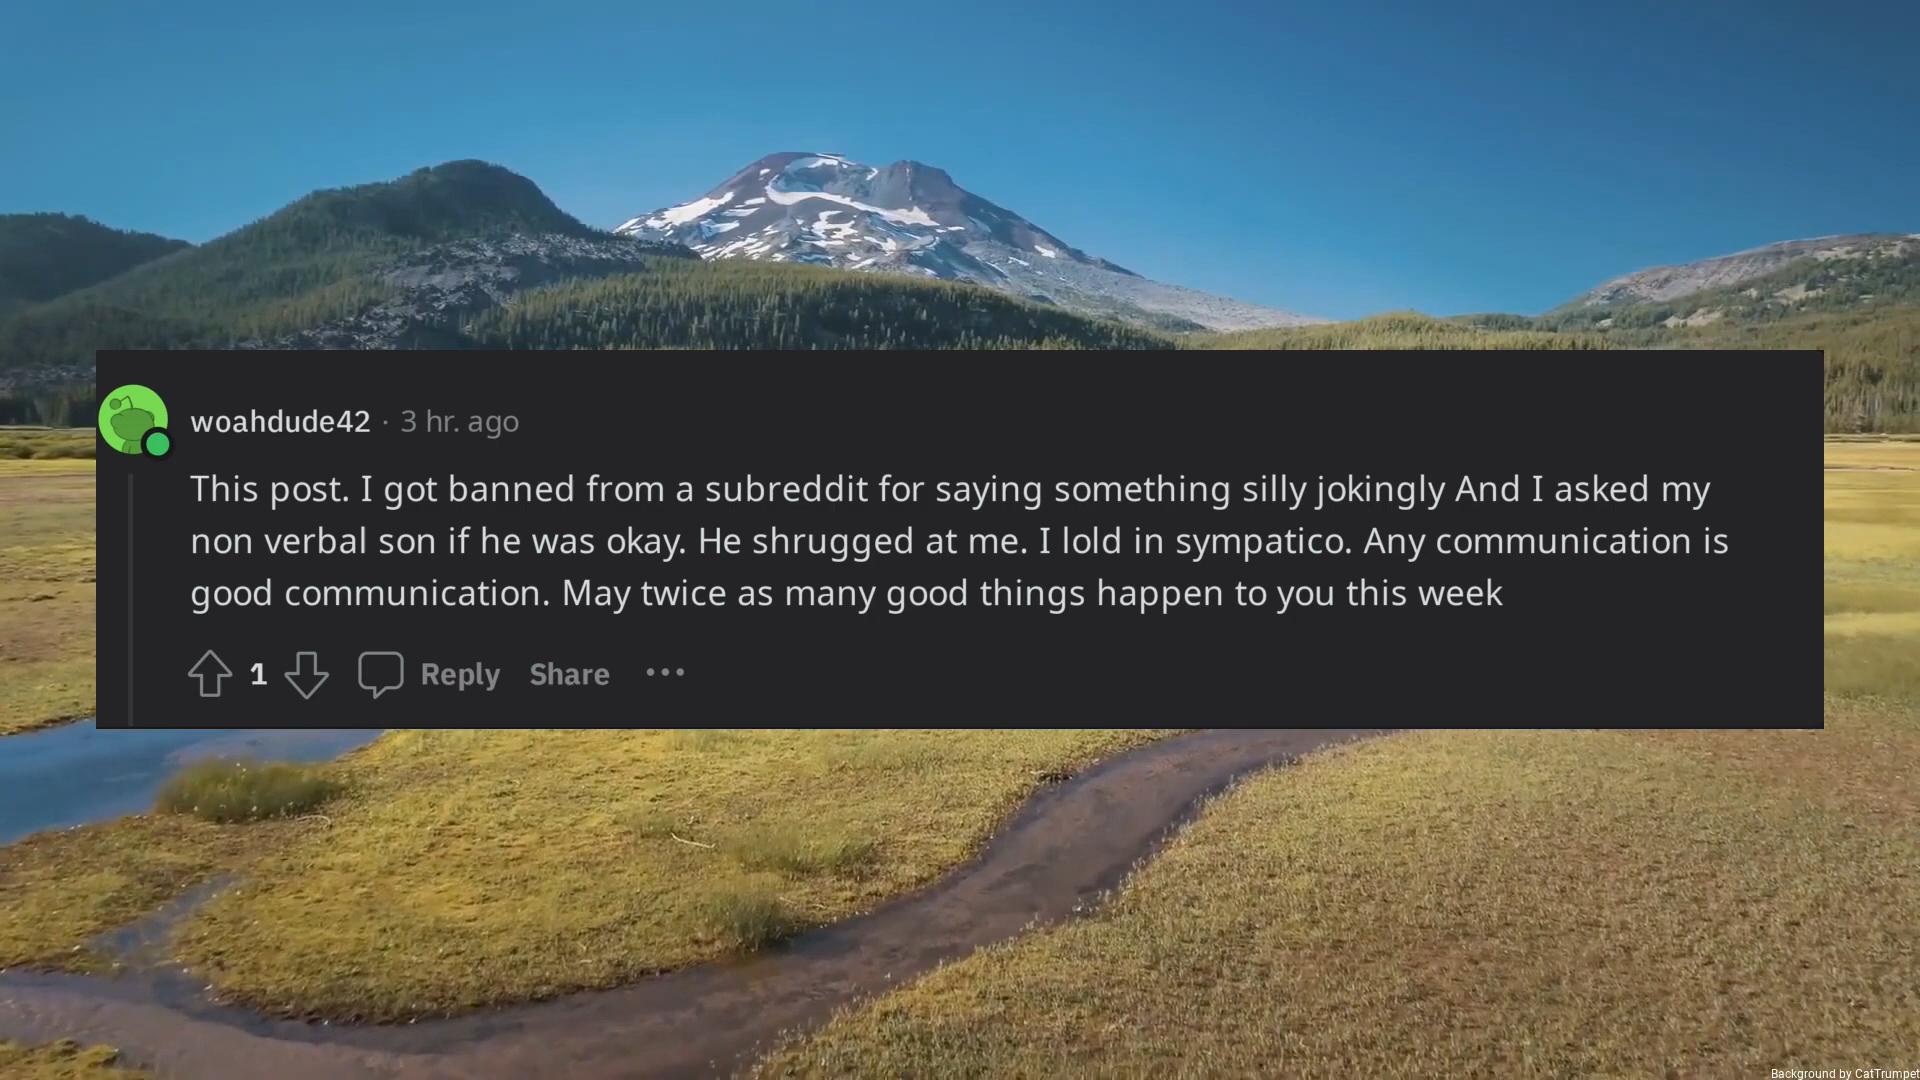 woahdude42 · 3 hr. ago
This post. I got banned from a subreddit for saying something silly jokingly And I asked my
non verbal son if he was okay. He shrugged at me. I lold in sympatico. Any communication is
good communication. May twice as many good things happen to you this week
1 Reply Share ···
Background by CatTrumpet